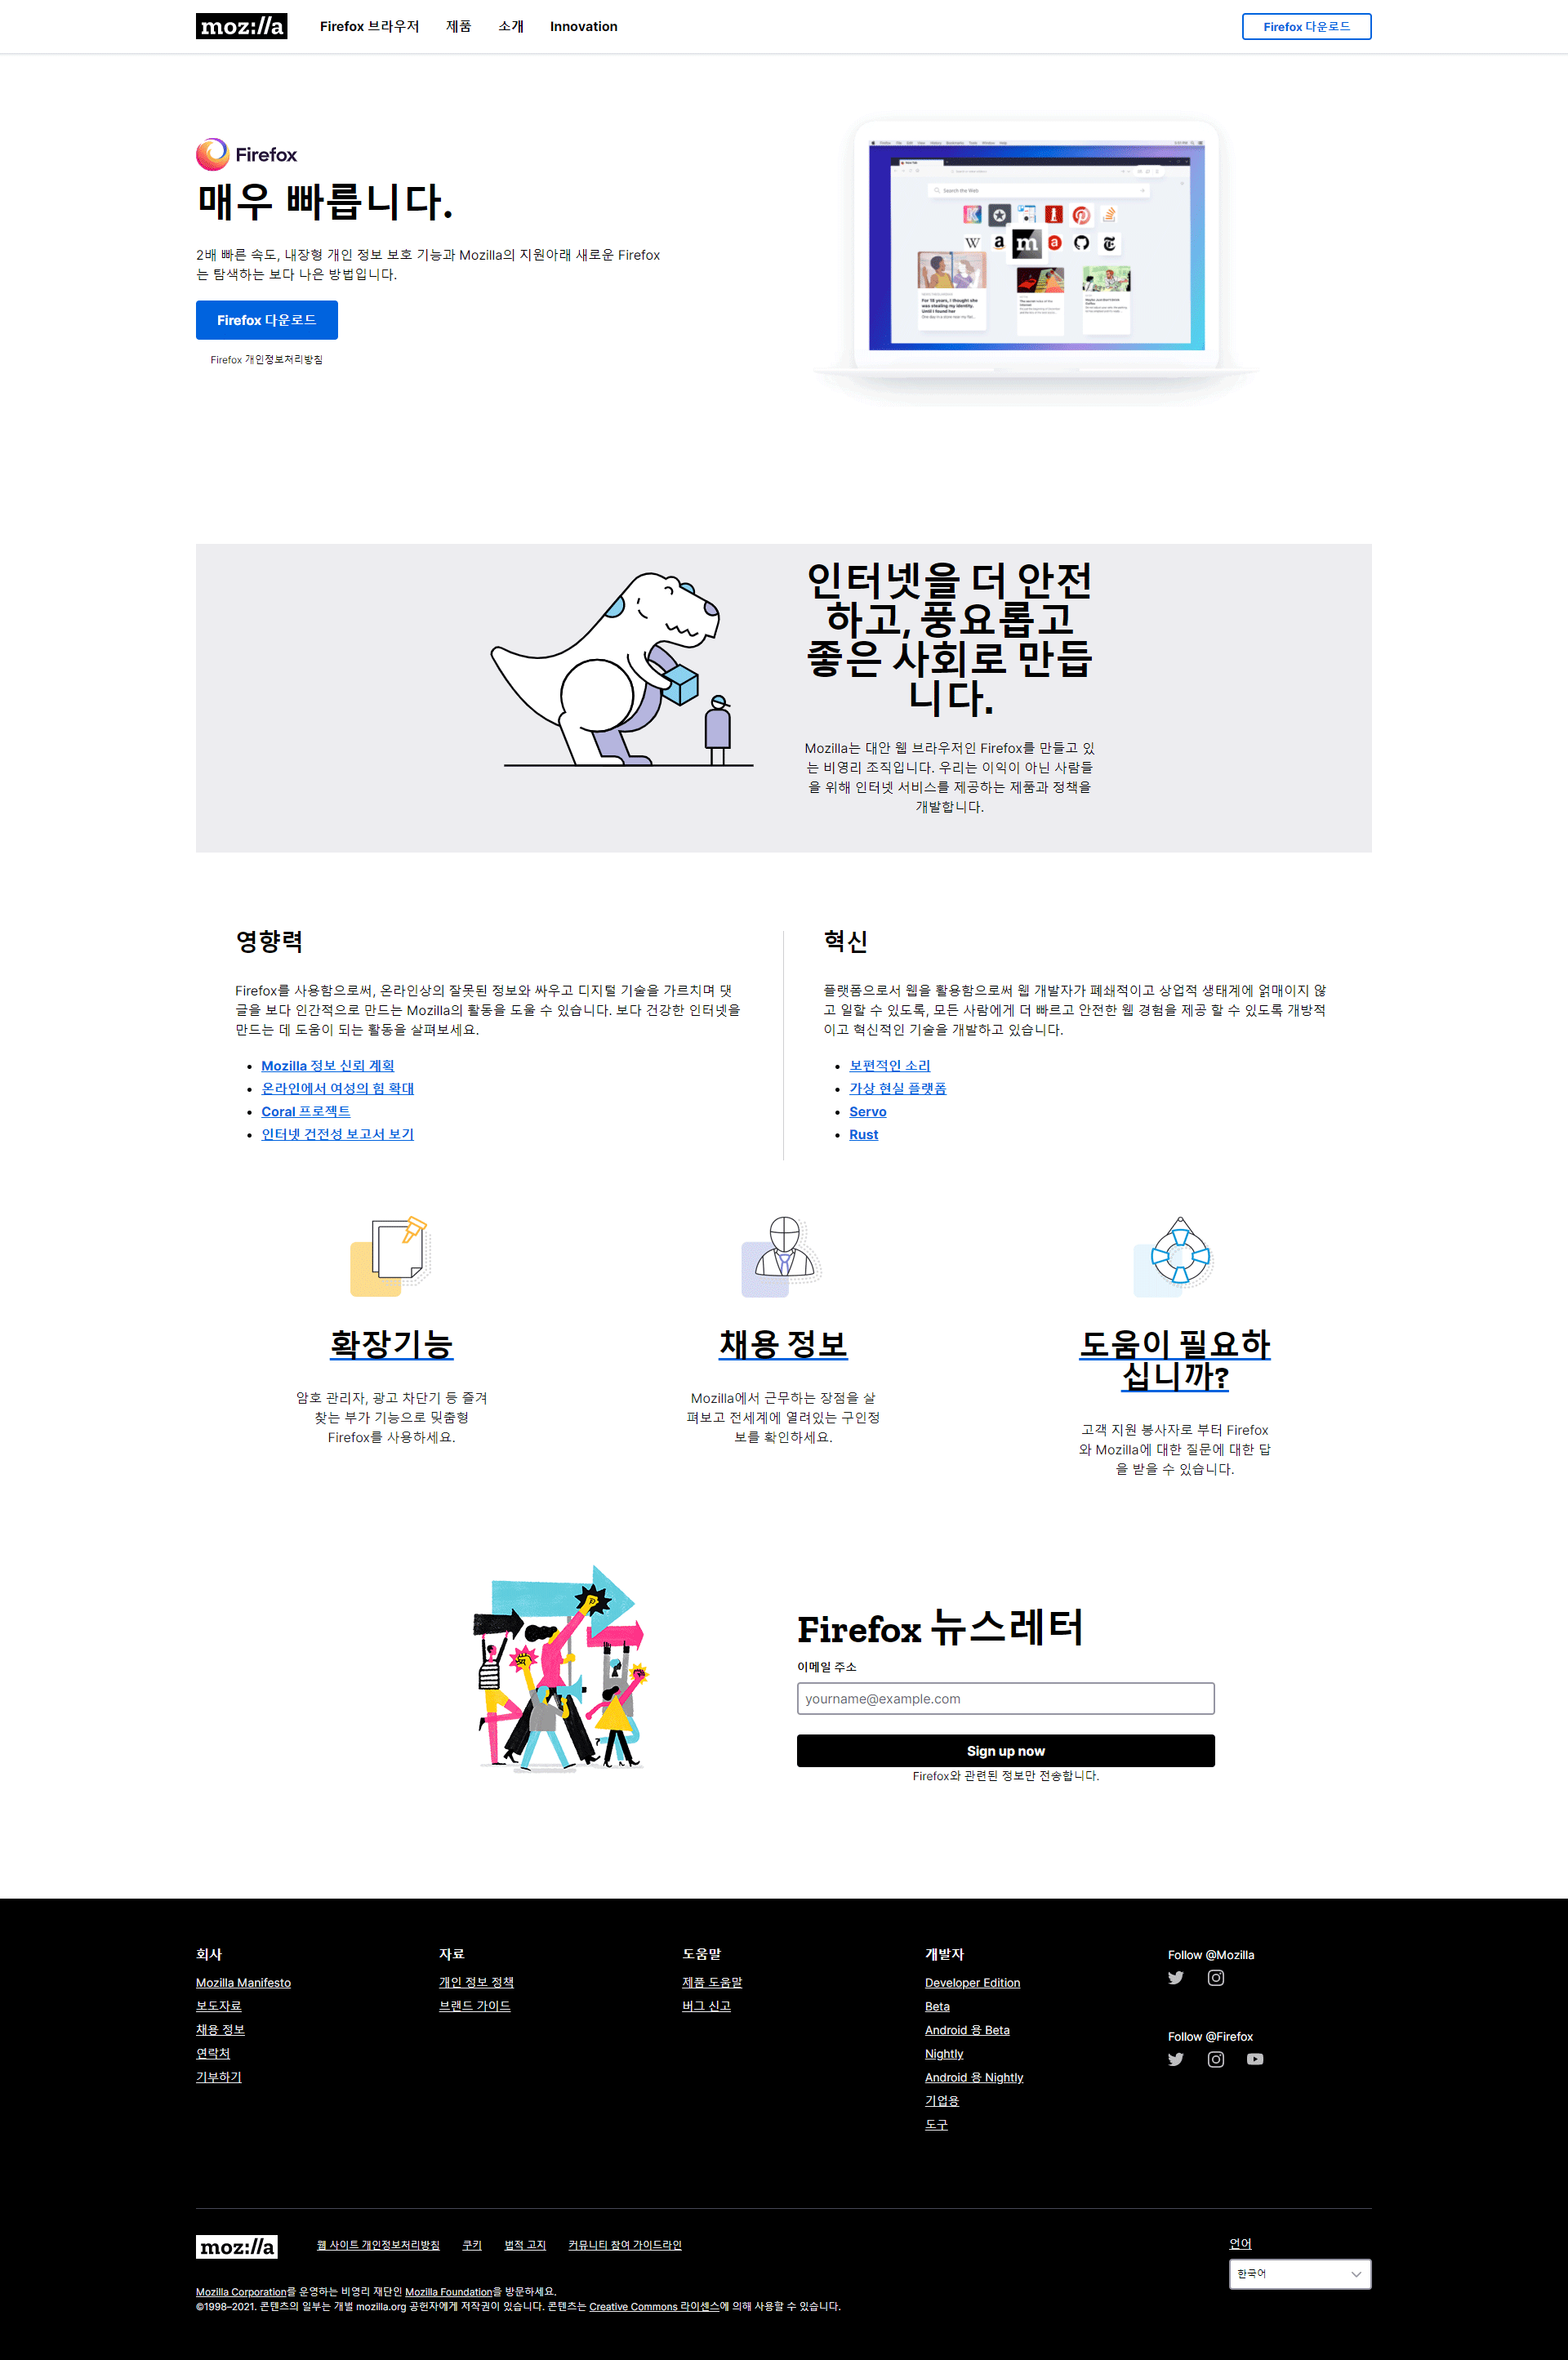 moz://a
Firefox 브라우저
제품
소개
Innovation
Firefox 다운로드
Firefox
매우 빠릅니다.
2배 빠른 속도, 내장형 개인 정보 보호 기능과 Mozilla의 지원아래 새로운 Firefox
는 탐색하는 보다 나은 방법입니다.
Firefox 다운로드
Firefox 개인정보처리방침
Search the Web
For 18 years, I thought she
was stealing my identity.
Until I found her
인터넷을 더 안전
하고, 풍요롭고
좋은 사회로 만듭
니다.
Mozilla는 대안 웹 브라우저인 Firefox를 만들고 있
는 비영리 조직입니다. 우리는 이익이 아닌 사람들
을 위해 인터넷 서비스를 제공하는 제품과 정책을
개발합니다.
영향력
Firefox를 사용함으로써, 온라인상의 잘못된 정보와 싸우고 디지털 기술을 가르치며 댓
글을 보다 인간적으로 만드는 Mozilla의 활동을 도울 수 있습니다. 보다 건강한 인터넷을
만드는 데 도움이 되는 활동을 살펴보세요.
Mozilla 정보 신뢰 계획
온라인에서 여성의 힘 확대
Coral 프로젝트
인터넷 건전성 보고서 보기
혁신
플랫폼으로서 웹을 활용함으로써 웹 개발자가 폐쇄적이고 상업적 생태계에 얽매이지 않
고 일할 수 있도록, 모든 사람에게 더 빠르고 안전한 웹 경험을 제공 할 수 있도록 개방적
이고 혁신적인 기술을 개발하고 있습니다.
보편적인 소리
가상 현실 플랫폼
Servo
Rust
확장기능
암호 관리자, 광고 차단기 등 즐겨
찾는 부가 기능으로 맞춤형
Firefox를 사용하세요.
채용 정보
Mozilla에서 근무하는 장점을 살
펴보고 전세계에 열려있는 구인정
보를 확인하세요.
도움이 필요하
십니까?
고객 지원 봉사자로 부터 Firefox
와 Mozilla에 대한 질문에 대한 답
을 받을 수 있습니다.
Firefox 뉴스레터
이메일 주소
yourname@example.com
Sign up now
Firefox와 관련된 정보만 전송합니다.
회사
Mozilla Manifesto
보도자료
채용 정보
연락처
기부하기
자료
개인 정보 정책
브랜드 가이드
도움말
제품 도움말
버그 신고
개발자
Developer Edition
Beta
Android 용 Beta
Nightly
Android 용 Nightly
기업용
도구
Follow @Mozilla
Follow @Firefox
moz://a
웹 사이트 개인정보처리방침
쿠키
법적 고지
커뮤니티 참여 가이드라인
언어
한국어
Mozilla Corporation를 운영하는 비영리 재단인 Mozilla Foundation을 방문하세요.
©1998–2021. 콘텐츠의 일부는 개별 mozilla.org 공헌자에게 저작권이 있습니다. 콘텐츠는 Creative Commons 라이센스에 의해 사용할 수 있습니다.